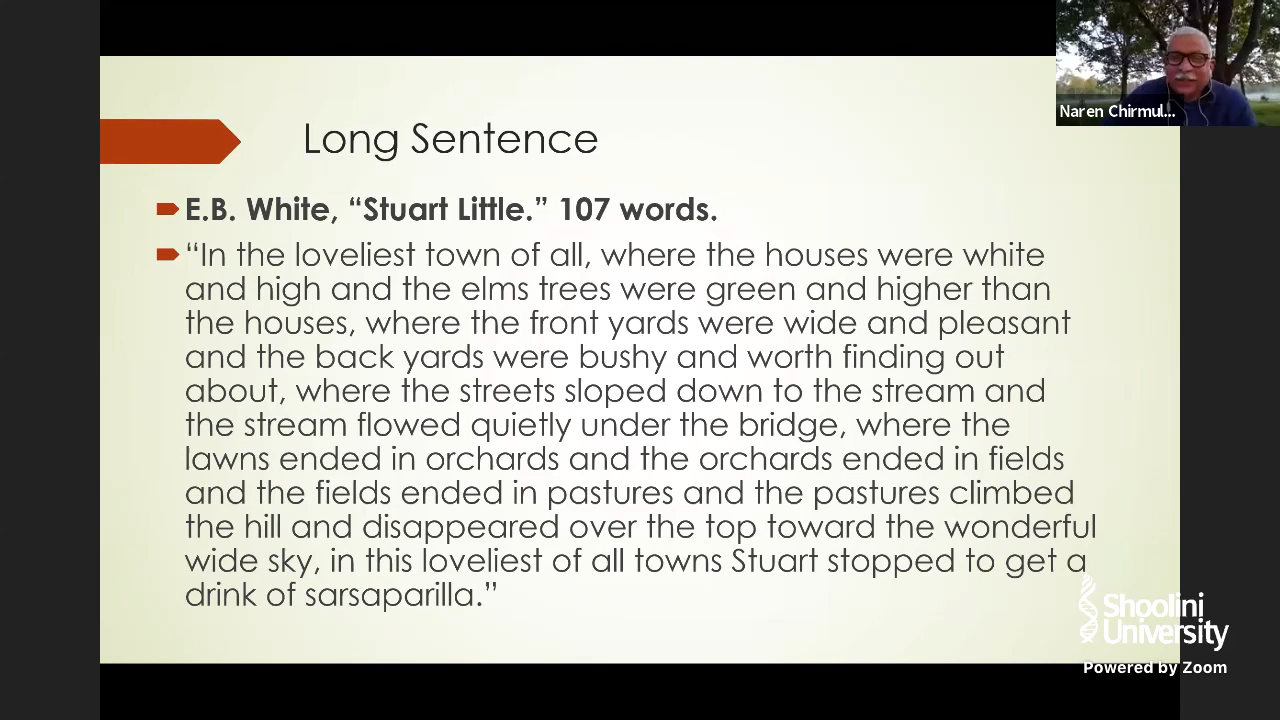 Naren Chirmul...
Long Sentence
E.B. White, “Stuart Little.” 107 words.
“In the loveliest town of all, where the houses were white
and high and the elms trees were green and higher than
the houses, where the front yards were wide and pleasant
and the back yards were bushy and worth finding out
about, where the streets sloped down to the stream and
the stream flowed quietly under the bridge, where the
lawns ended in orchards and the orchards ended in fields
and the fields ended in pastures and the pastures climbed
the hill and disappeared over the top toward the wonderful
wide sky, in this loveliest of all towns Stuart stopped to get a
drink of sarsaparilla.”
Shoolini
University
Powered by Zoom